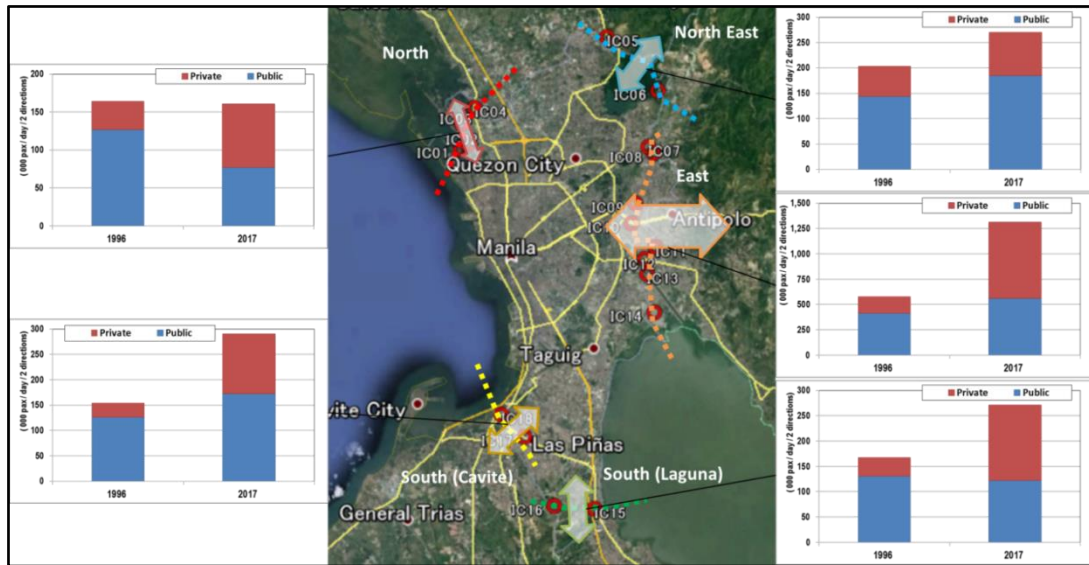 Private Public
200
150
100
50
0
( 000 pax / day / 2 directions)
1996 2017
Private Public
300
250
200
150
100
50
0
( 000 pax / day / 2 directions)
1996 2017
North
North East
IC05
IC06
IC04
IC01
Quezon City
IC08
IC07
East
IC09
Antipolo
IC10
Manila
IC11
IC12
IC13
IC14
Taguig
vite City
IC18
Las Piñas
South (Cavite)
South (Laguna)
General Trias
IC16
IC15
Private Public
300
250
200
150
100
50
0
( 000 pax / day / 2 directions)
1996 2017
Private Public
1,500
1,250
1,000
750
500
250
0
( 000 pax / day / 2 directions)
1996 2017
Private Public
300
250
200
150
100
50
0
( 000 pax / day / 2 directions)
1996 2017